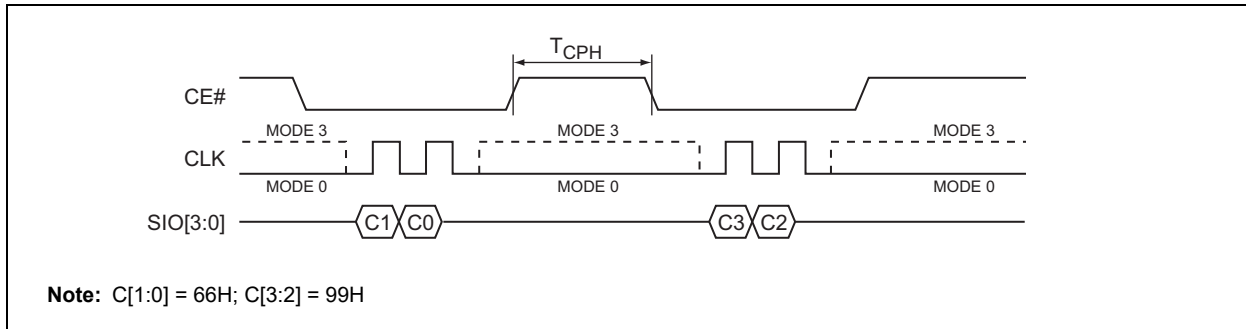 TCPH
CE#
MODE 3 MODE 3 MODE 3
CLK
MODE 0 MODE 0 MODE 0
SIO[3:0] C1 C0 C3 C2
Note: C[1:0] = 66H; C[3:2] = 99H